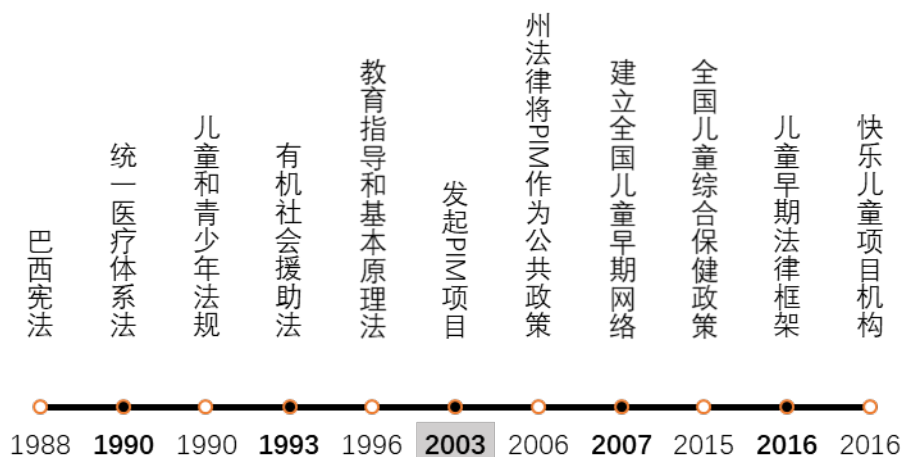 巴西宪法
统一医疗体系法
儿童和青少年法规
有机社会援助法
教育指导和基本原理法
发起PIM项目
州法律将PIM作为公共政策
建立全国儿童早期网络
全国儿童综合保健政策
儿童早期法律框架
快乐儿童项目机构
1988 1990 1990 1993 1996 2003 2006 2007 2015 2016 2016